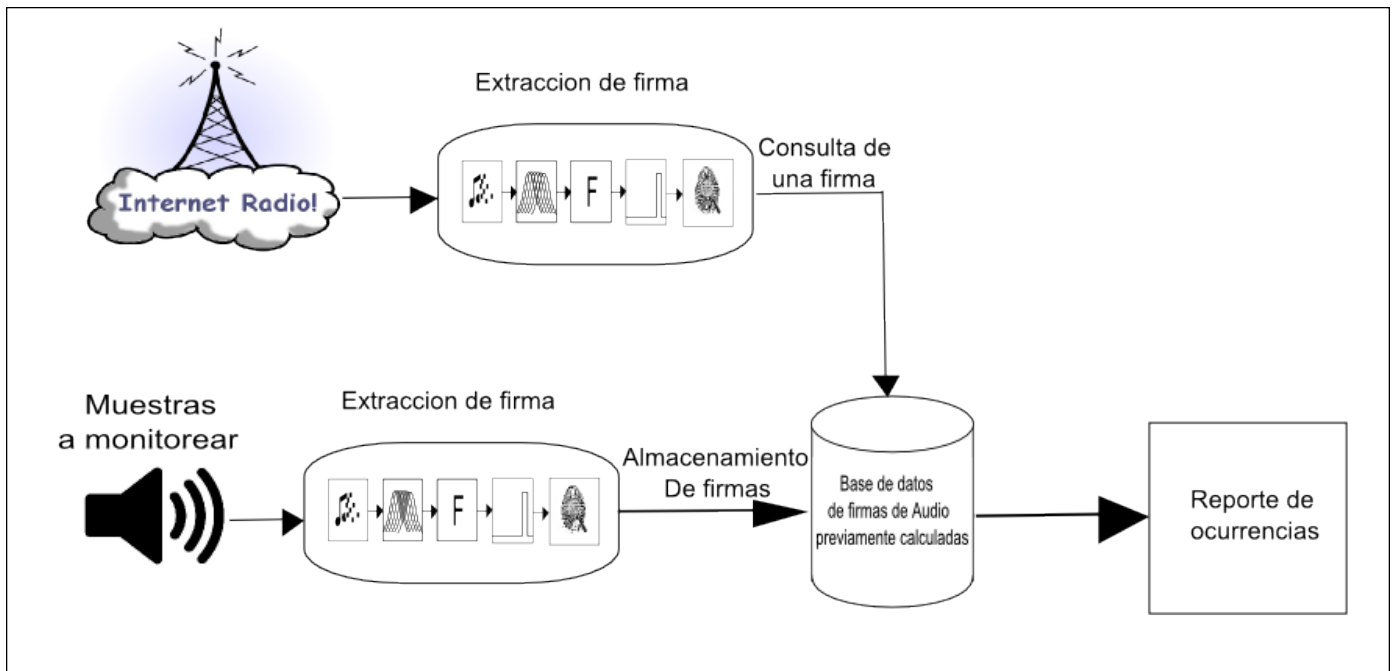 Extraccion de firma
Internet Radio!
F
Consulta de
una firma
Muestras
a monitorear
Extraccion de firma
F
Almacenamiento
De firmas
Base de datos
de firmas de Audio
previamente calculadas
Reporte de
ocurrencias